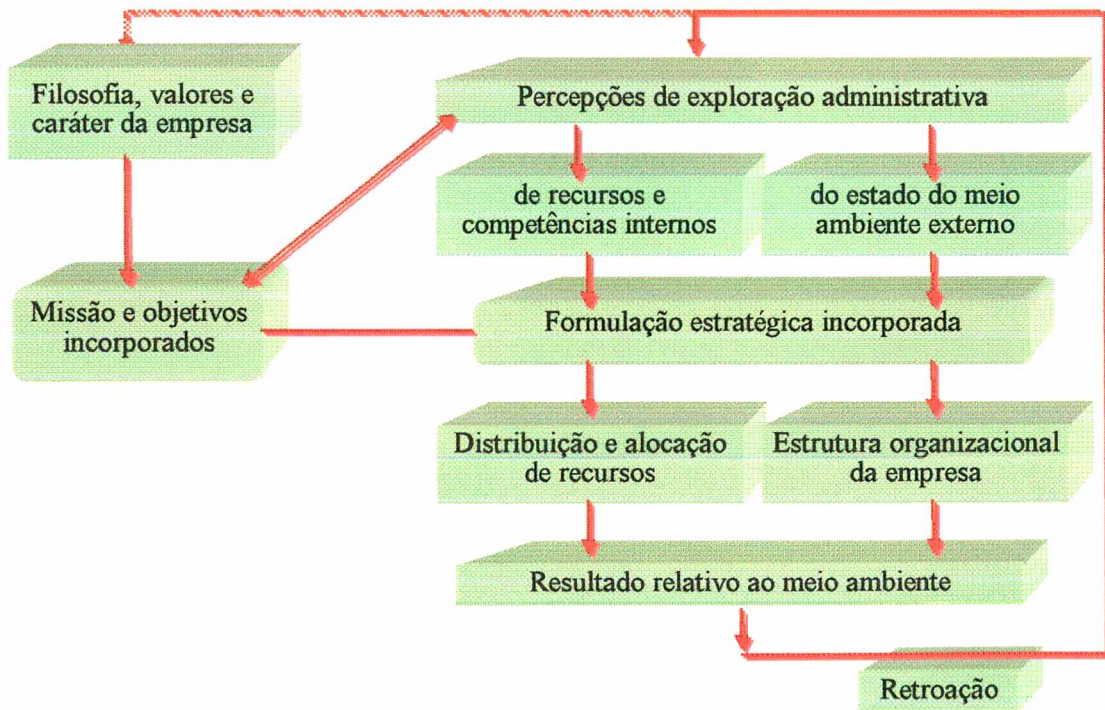 Filosofia, valores e
caráter da empresa
Percepções de exploração administrativa
de recursos e
competências internos
do estado do meio
ambiente externo
Missão e objetivos
incorporados
Formulação estratégica incorporada
Distribuição e alocação
de recursos
Estrutura organizacional
da empresa
Resultado relativo ao meio ambiente
Retroação